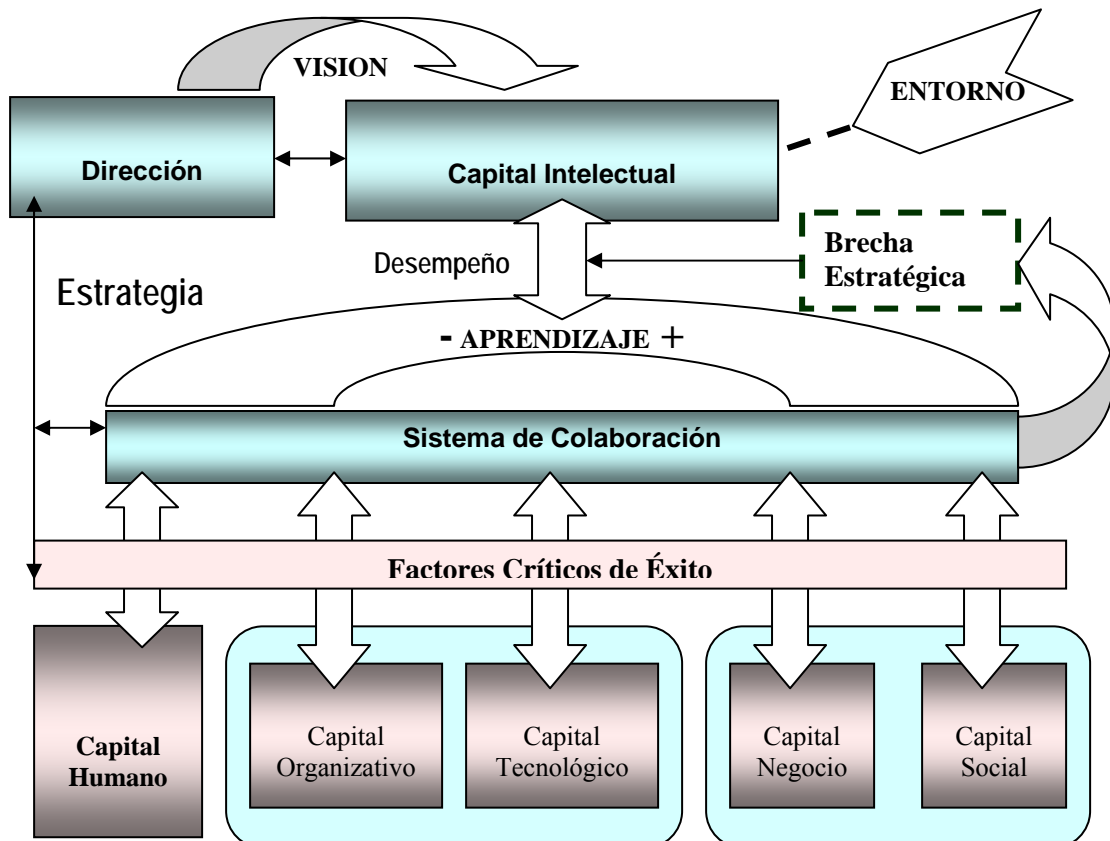 VISION
ENTORNO
Dirección
Capital Intelectual
Desempeño
Brecha
Estratégica
Estrategia
- APRENDIZAJE +
Sistema de Colaboración
Factores Críticos de Éxito
Capital
Humano
Capital
Organizativo
Capital
Tecnológico
Capital
Negocio
Capital
Social